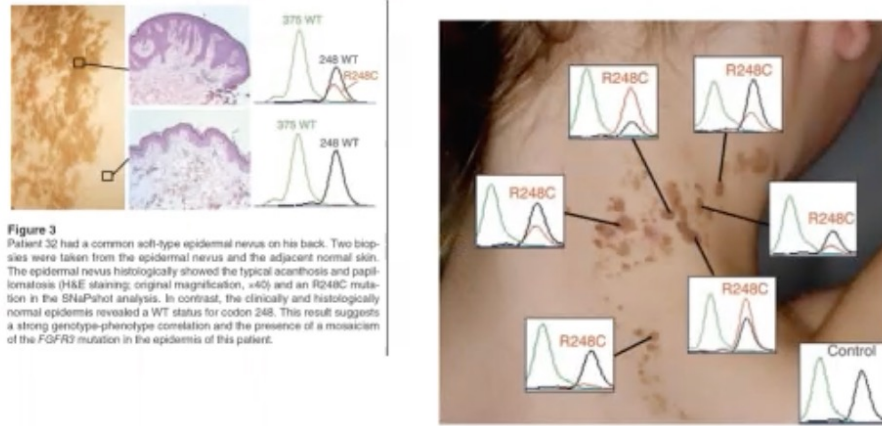 375 WT
248 WT
R248C
375 WT
248 WT
Figure 3
Patient 32 had a common soft-type epidermal nevus on his back. Two biop-
sies were taken from the epidermal nevus and the adjacent normal skin.
The epidermal nevus histologically showed the typical acanthosis and papil-
lomatosis (H&E staining; original magnification, ×40) and an R248C muta-
tion in the SNaPshot analysis. In contrast, the clinically and histologically
normal epidermis revealed a WT status for codon 248. This result suggests
a strong genotype-phenotype correlation and the presence of a mosaicism
of the FGFR3 mutation in the epidermis of this patient.
R248C
R248C
R248C
R248C
R248C
R248C
Control